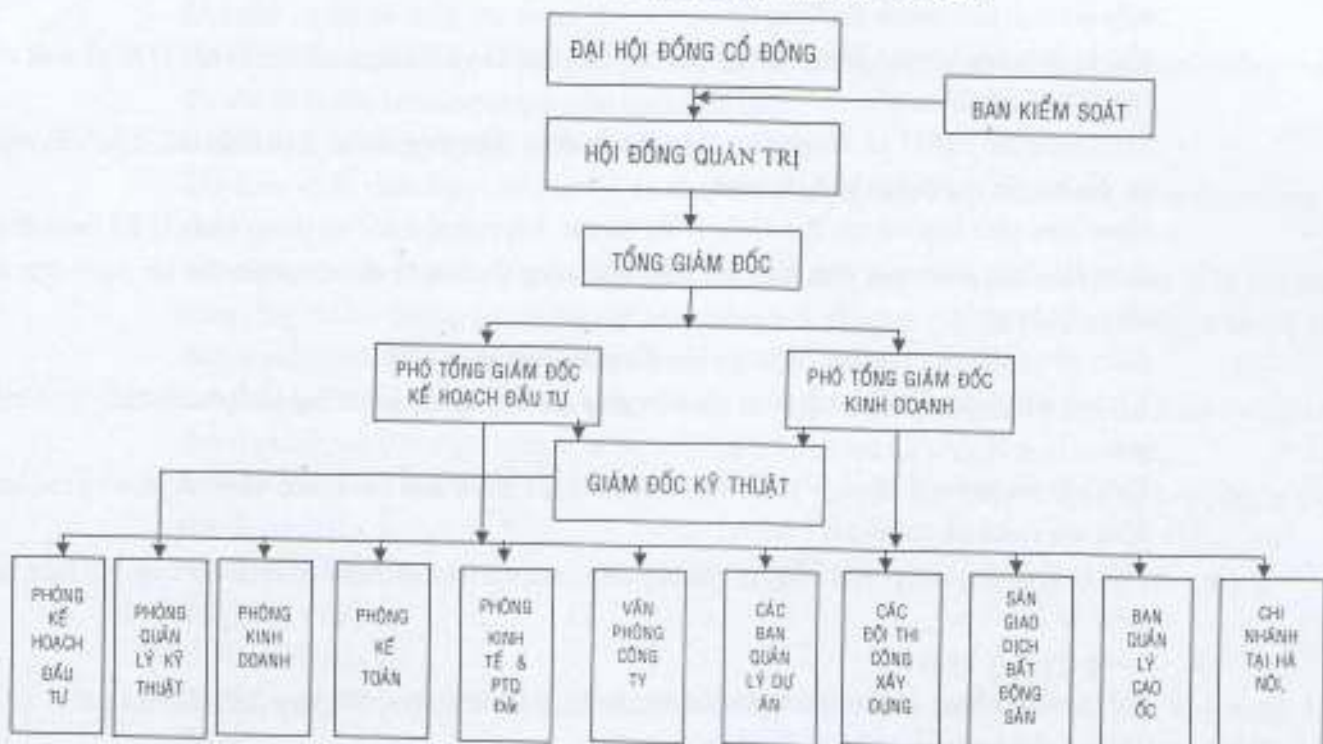 ĐẠI HỘI ĐỒNG CỔ ĐÔNG
BAN KIỂM SOÁT
HỘI ĐỒNG QUẢN TRỊ
TỔNG GIÁM ĐỐC
PHÓ TỔNG GIÁM ĐỐC
KẾ HOẠCH ĐẦU TƯ
PHÓ TỔNG GIÁM ĐỐC
KINH DOANH
GIÁM ĐỐC KỸ THUẬT
PHÒNG
KẾ
HOẠCH
ĐẦU
TƯ
PHÒNG
QUẢN
LÝ KỸ
THUẬT
PHÒNG
KINH
DOANH
PHÒNG
KẾ
TOÁN
PHÒNG
KINH
TẾ &
PTD
VĂN
PHÒNG
CÔNG
TY
CÁC
BAN
QUẢN
LÝ DỰ
ÁN
CÁC
ĐỘI THI
CÔNG
XÂY
DỰNG
SÀN
GIAO
DỊCH
BẤT
ĐỘNG
SẢN
BAN
QUẢN
LÝ
CAO
ỐC
CHI
NHÁNH
TẠI HÀ
NỘI,